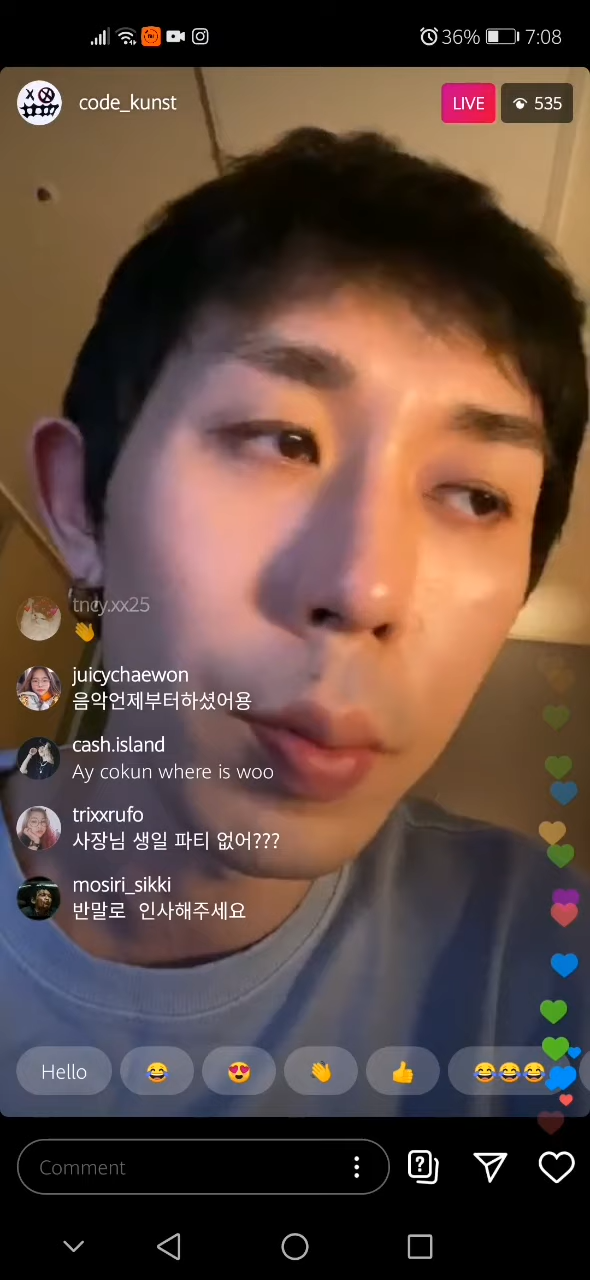 36% 7:08
code_kunst LIVE 535
tncy.xx25
👋
juicychaewon
음악언제부터하셨어용
cash.island
Ay cokun where is woo
trixxrufo
사장님 생일 파티 없어???
mosiri_sikki
반말로 인사해주세요
Hello 😂 😍 👋 👍 😂😂😂
Comment